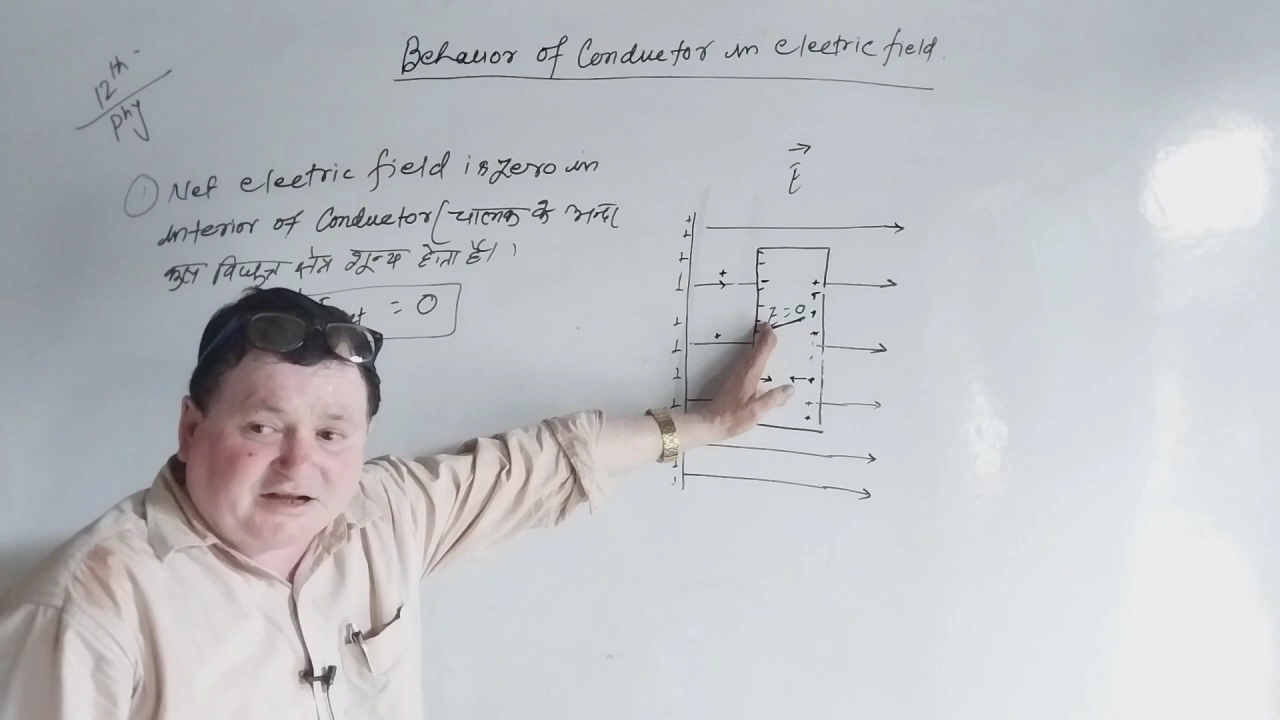 Behavior of Conductor in electric field.
12th
phy
① Net electric field is zero in
interior of Conductor (चालक के अन्दर
कुल विद्युत क्षेत्र शून्य होता है।
= 0
E
E = 0